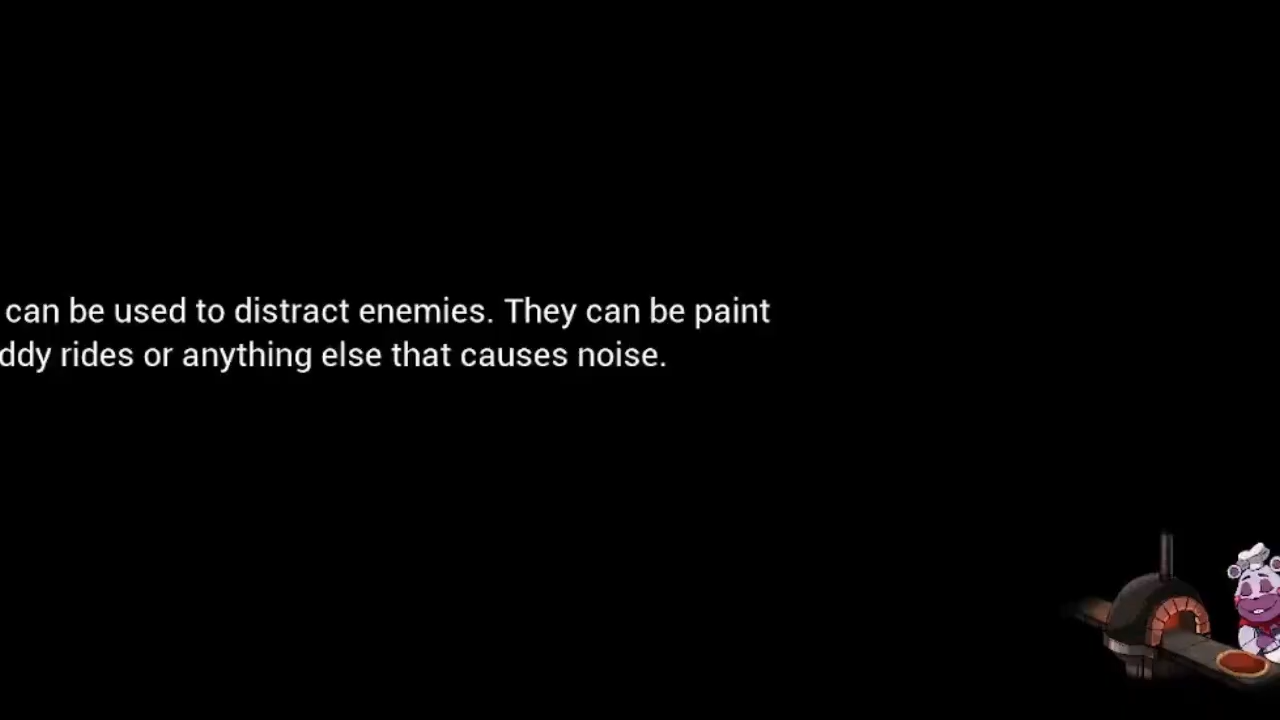 can be used to distract enemies. They can be paint
ddy rides or anything else that causes noise.